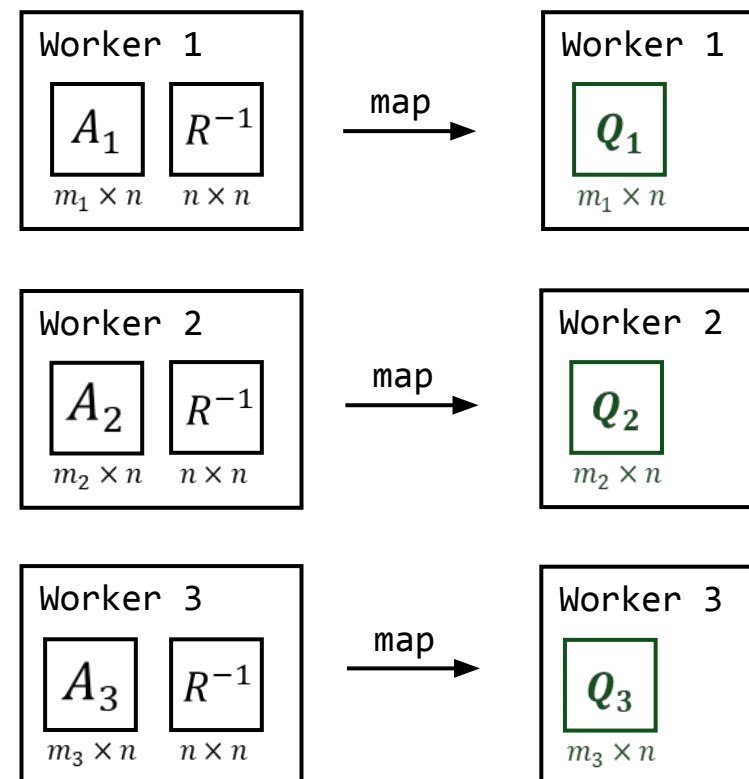 Worker 1
A₁ R⁻¹
m₁ × n n × n
map
Worker 1
Q₁
m₁ × n
Worker 2
A₂ R⁻¹
m₂ × n n × n
map
Worker 2
Q₂
m₂ × n
Worker 3
A₃ R⁻¹
m₃ × n n × n
map
Worker 3
Q₃
m₃ × n